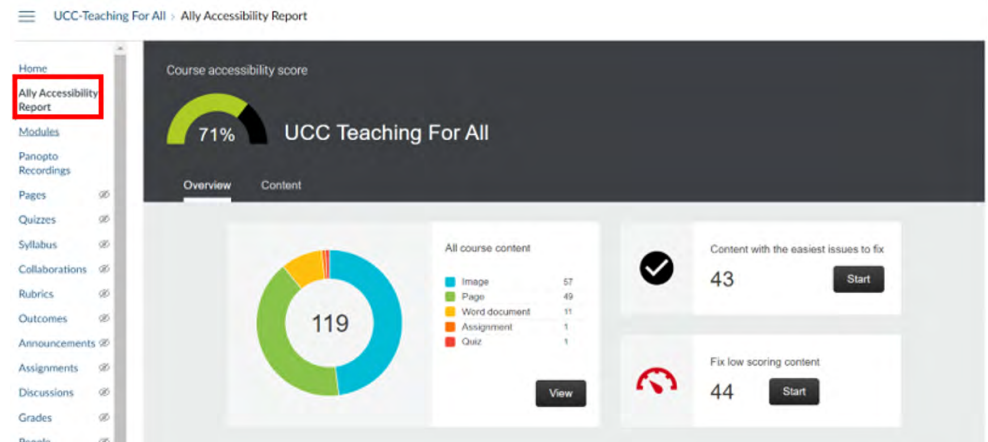 UCC-Teaching For All > Ally Accessibility Report
Home
Ally Accessibility
Report
Modules
Panopto
Recordings
Pages
Quizzes
Syllabus
Collaborations
Rubrics
Outcomes
Announcements
Assignments
Discussions
Grades
People
Course accessibility score
71%
UCC Teaching For All
Overview
Content
119
All course content
Image 57
Page 49
Word document 11
Assignment 1
Quiz 1
View
Content with the easiest issues to fix
43
Start
Fix low scoring content
44
Start